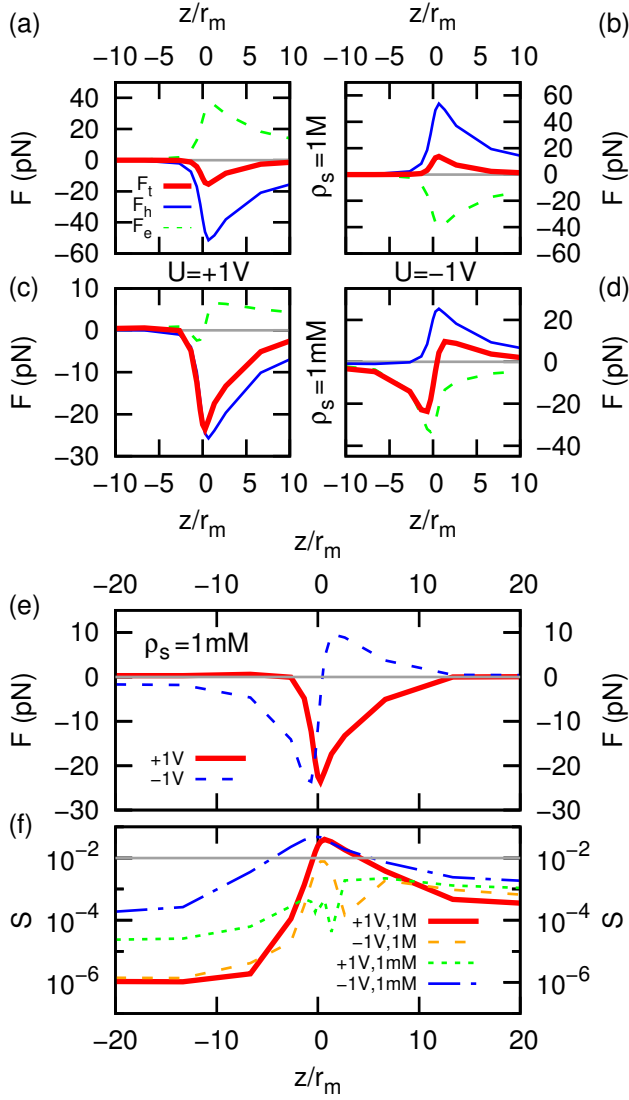 (a) z/r_m z/r_m (b)
−10 −5 0 5 10 −10 −5 0 5 10
40
20
0
−20
−40
−60
F (pN)
F_t
F_h
F_e
60
40
20
0
−20
−40
−60
F (pN)
ρ_s=1M
U=+1V U=−1V
(c) (d)
10
0
−10
−20
−30
F (pN)
20
0
−20
−40
F (pN)
ρ_s=1mM
−10 −5 0 5 10 −10 −5 0 5 10
z/r_m z/r_m
z/r_m
−20 −10 0 10 20
(e)
ρ_s=1mM
10
0
−10
−20
−30
F (pN)
+1V
−1V
10
0
−10
−20
−30
F (pN)
(f)
10^−2
10^−4
10^−6
S
+1V,1M
−1V,1M
+1V,1mM
−1V,1mM
10^−2
10^−4
10^−6
S
−20 −10 0 10 20
z/r_m